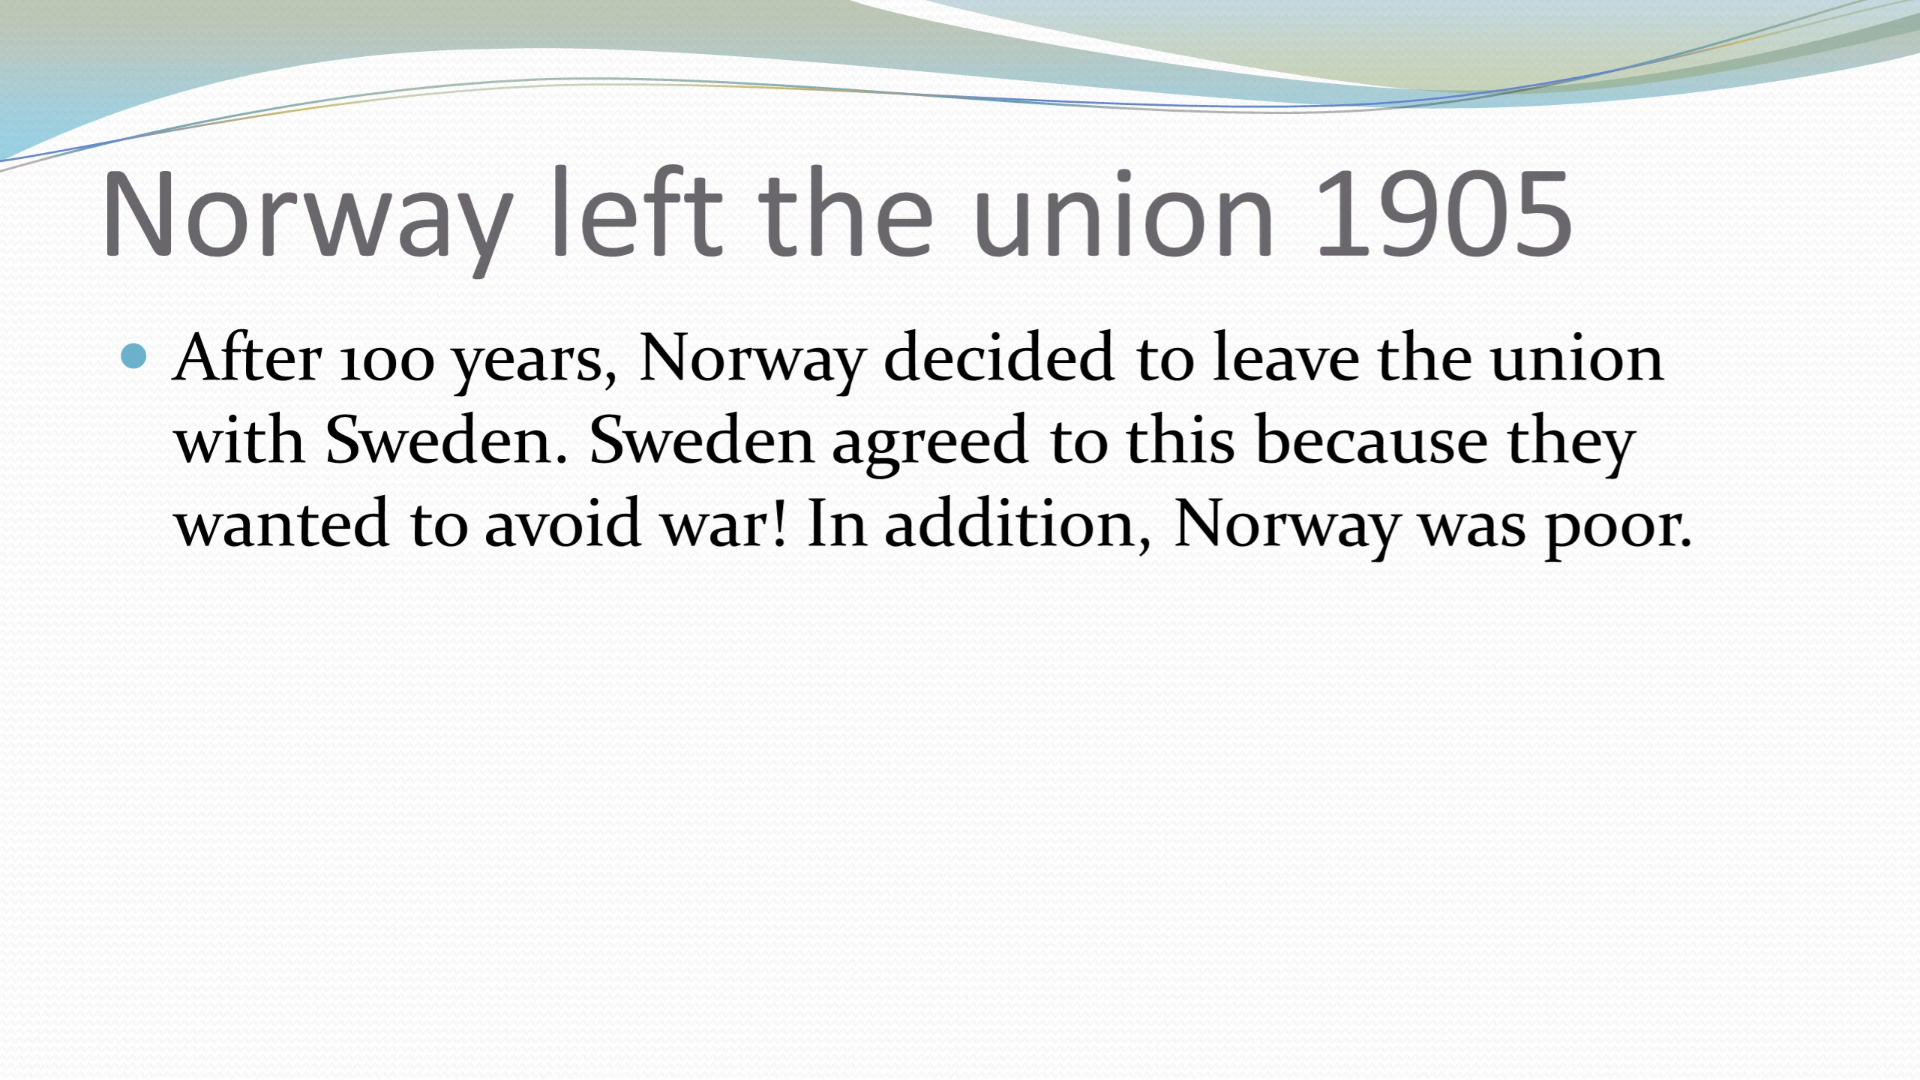 Norway left the union 1905
• After 100 years, Norway decided to leave the union
with Sweden. Sweden agreed to this because they
wanted to avoid war! In addition, Norway was poor.